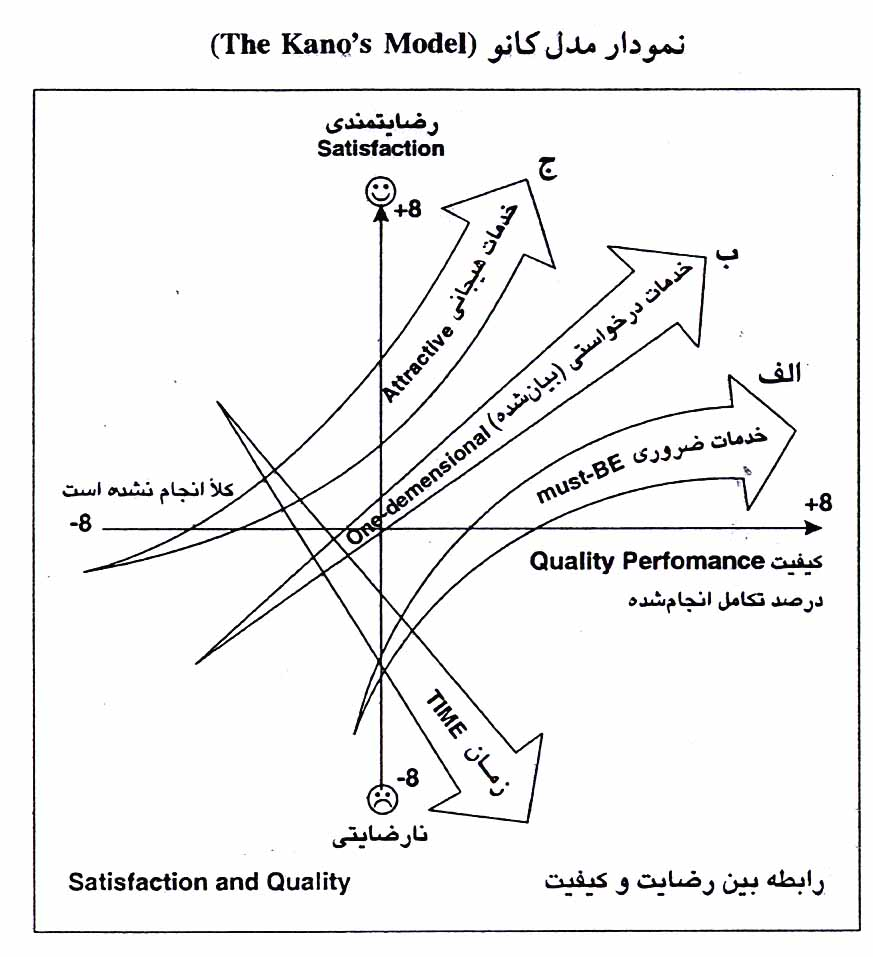 نمودار مدل کانو (The Kano's Model)
رضایتمندی
Satisfaction
+8
ج
خدمات هیجانی Attractive
ب
خدمات درخواستی (بیان‌شده) One-demensional
الف
خدمات ضروری must-BE
کلاً انجام نشده است
-8
+8
کیفیت Quality Perfomance
درصد تکامل انجام‌شده
زمان TIME
-8
نارضایتی
Satisfaction and Quality
رابطه بین رضایت و کیفیت